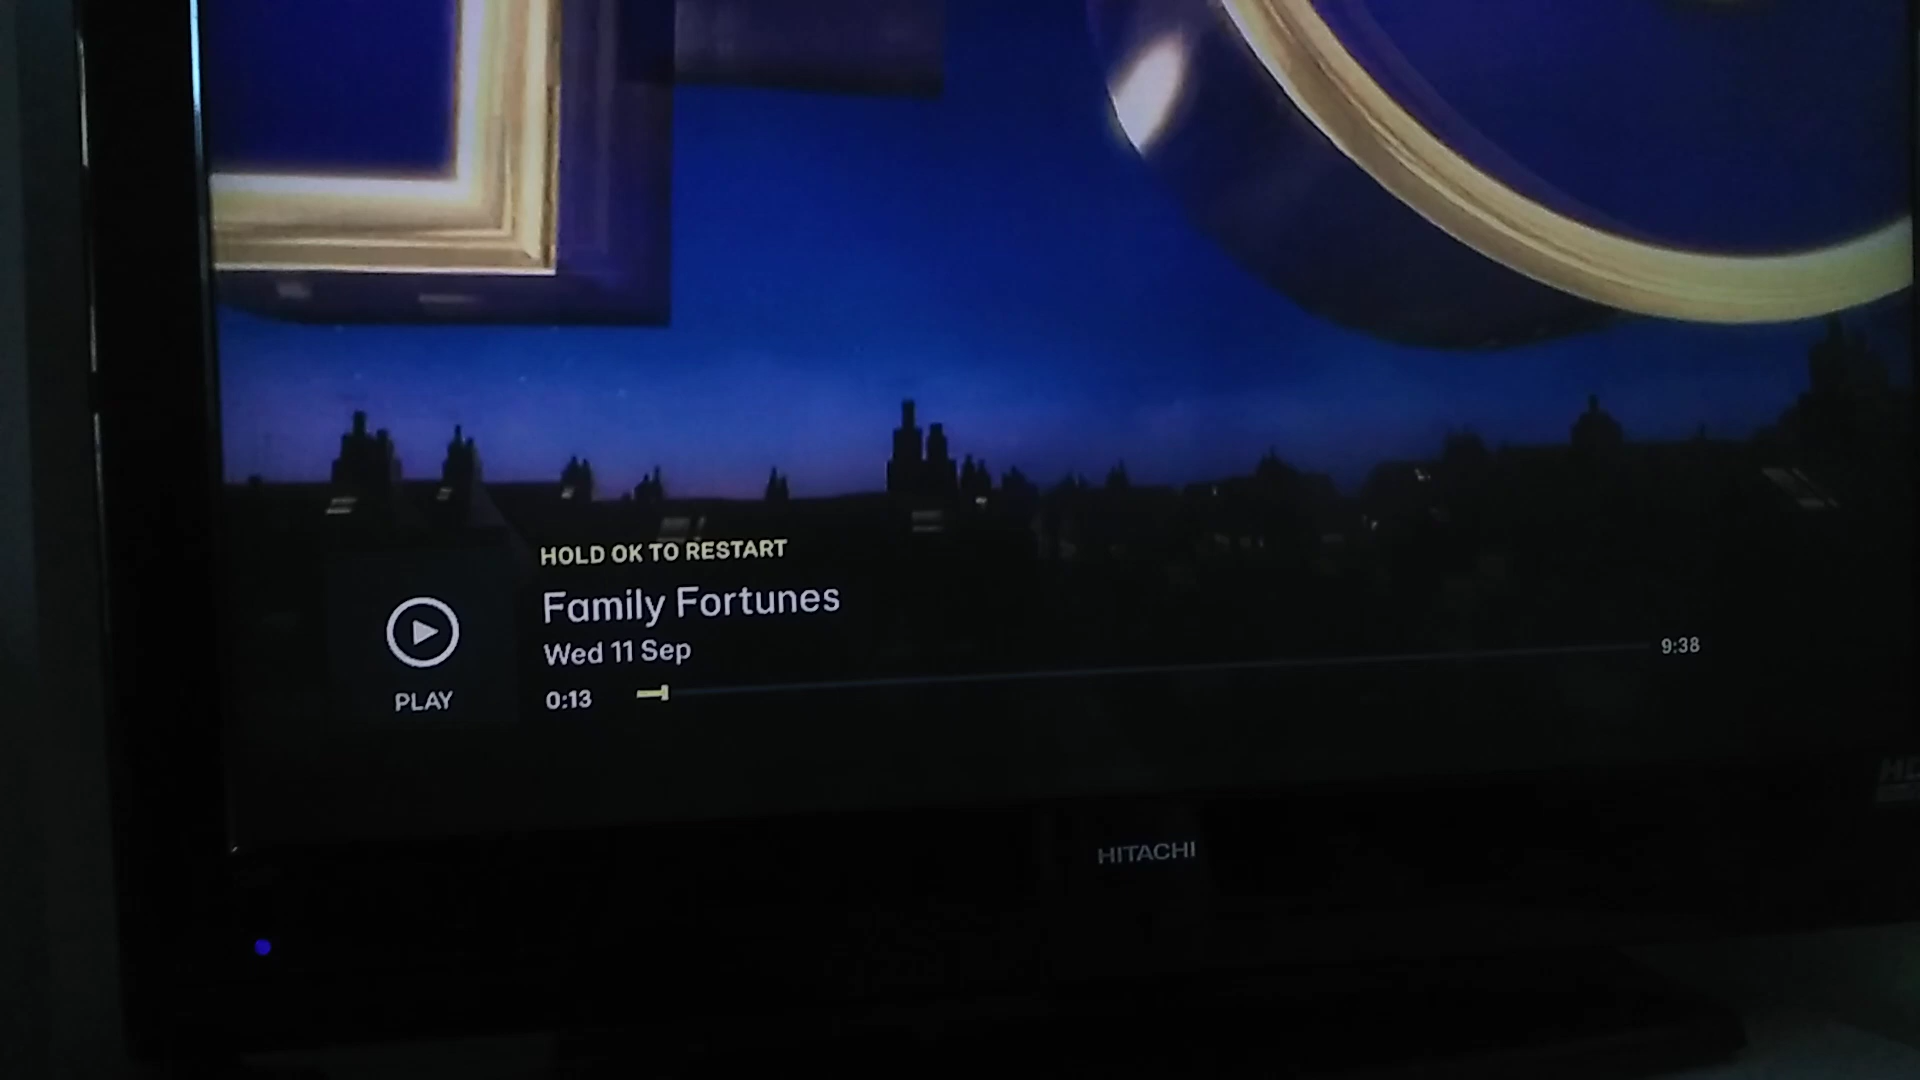 HOLD OK TO RESTART
Family Fortunes
Wed 11 Sep
9:38
PLAY
0:13
HITACHI